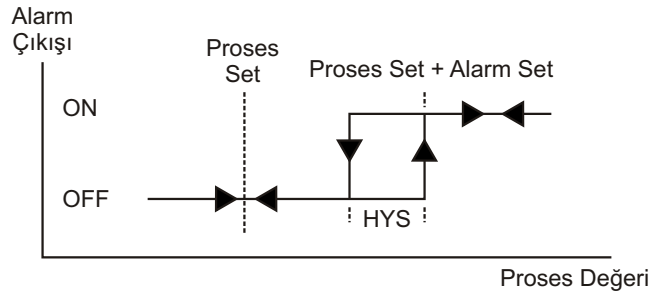 Alarm
Çıkışı
Proses
Set
Proses Set + Alarm Set
ON
OFF
HYS
Proses Değeri